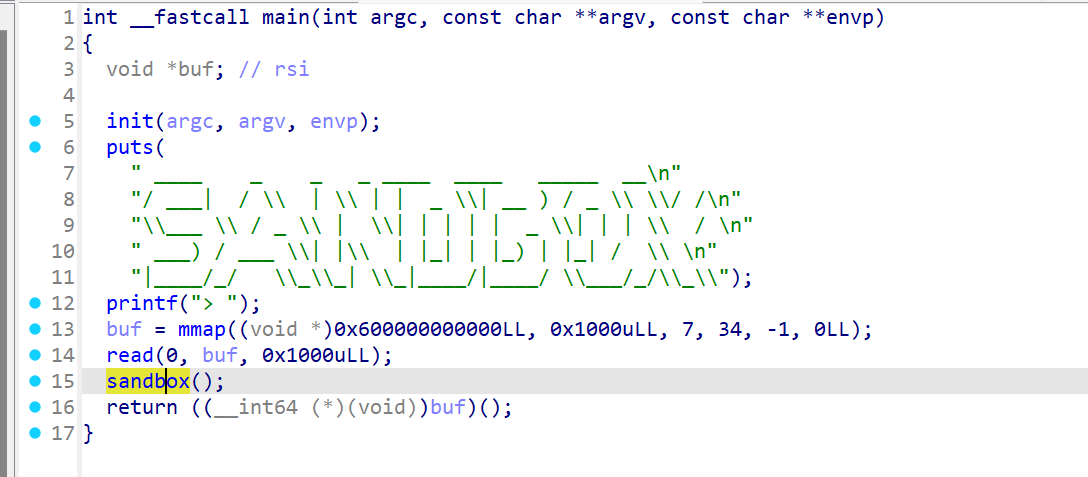 1 int __fastcall main(int argc, const char **argv, const char **envp)
2 {
3   void *buf; // rsi
4
5   init(argc, argv, envp);
6   puts(
7     " ____    _    _   _ ____  ____   _____  __\n"
8     "/ ___|  / \\  | \\ | |  _ \\| __ ) / _ \\ \\/ /\n"
9     "\\___ \\ / _ \\ |  \\| | | | |  _ \\| | | \\  / \n"
10     " ___) / ___ \\| |\\  | |_| | |_) | |_| /  \\ \n"
11     "|____/_/   \\_\\_| \\_|____/|____/ \\___/_/\\_\\");
12   printf("> ");
13   buf = mmap((void *)0x600000000000LL, 0x1000uLL, 7, 34, -1, 0LL);
14   read(0, buf, 0x1000uLL);
15   sandbox();
16   return ((__int64 (*)(void))buf)();
17 }